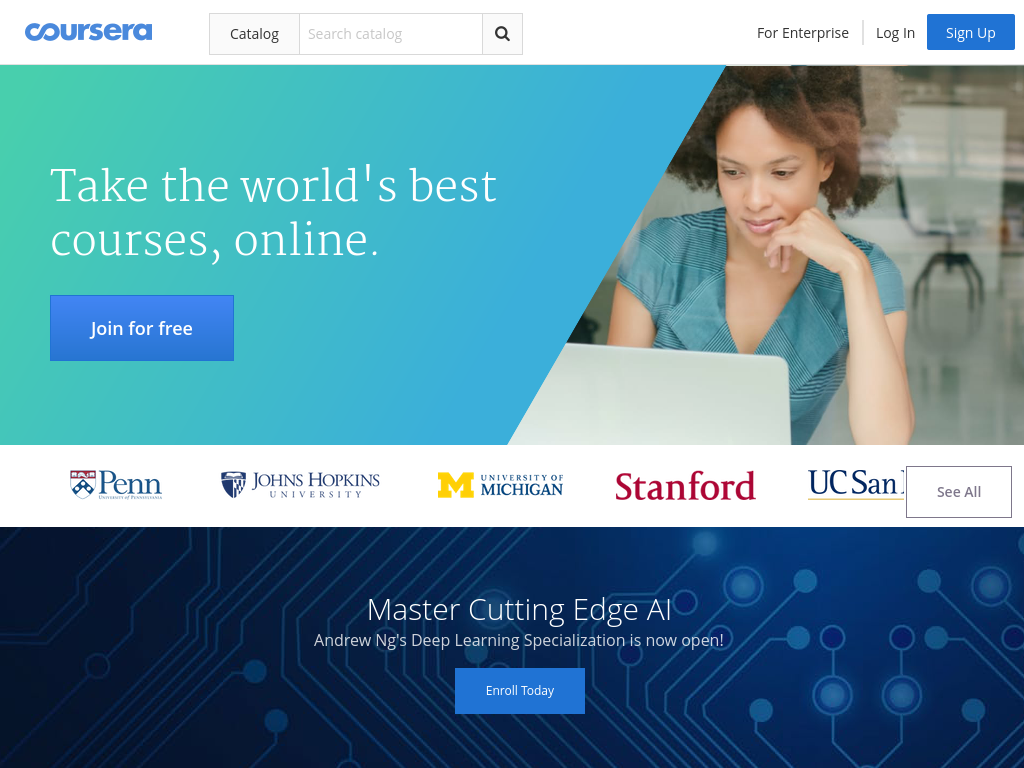 coursera
Catalog
Search catalog
For Enterprise
Log In
Sign Up
Take the world's best
courses, online.
Join for free
Penn
UNIVERSITY of PENNSYLVANIA
JOHNS HOPKINS
UNIVERSITY
M
UNIVERSITY OF
MICHIGAN
Stanford
UC San
See All
Master Cutting Edge AI
Andrew Ng's Deep Learning Specialization is now open!
Enroll Today